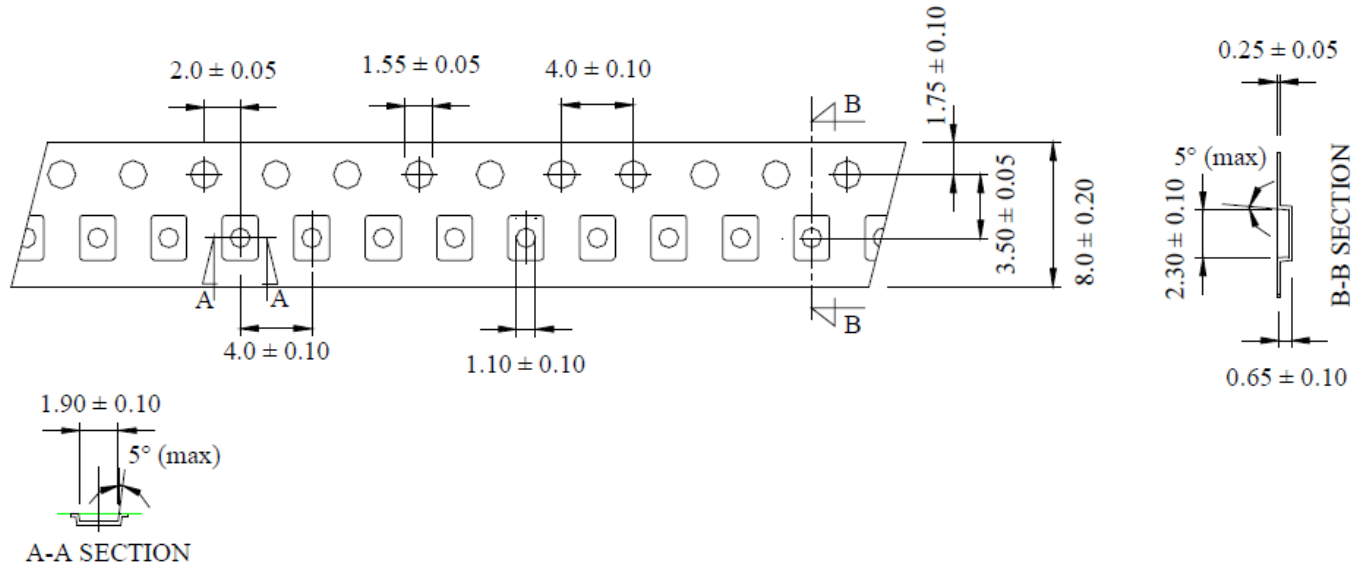 2.0 ± 0.05
1.55 ± 0.05
4.0 ± 0.10
1.75 ± 0.10
0.25 ± 0.05
B
5° (max)
3.50 ± 0.05
8.0 ± 0.20
2.30 ± 0.10
B-B SECTION
A
A
B
4.0 ± 0.10
1.10 ± 0.10
0.65 ± 0.10
1.90 ± 0.10
5° (max)
A-A SECTION